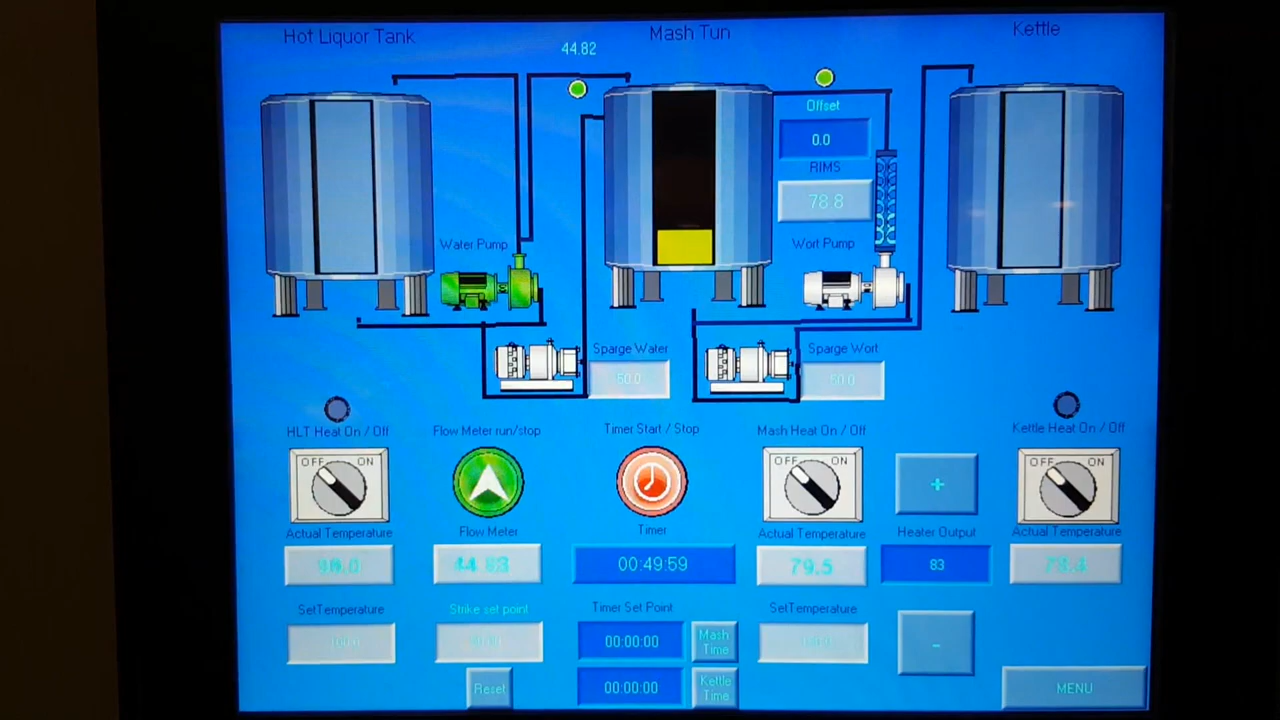 Hot Liquor Tank
Mash Tun
Kettle
44.82
Offset
0.0
RIMS
78.8
Water Pump
Wort Pump
Sparge Water
50.0
Sparge Wort
50.0
HLT Heat On / Off
Flow Meter run/stop
Timer Start / Stop
Mash Heat On / Off
Kettle Heat On / Off
OFF ON
OFF ON
OFF ON
+
Actual Temperature
Flow Meter
Timer
Actual Temperature
Heater Output
Actual Temperature
00:49:59
79.5
83
SetTemperature
Strike set point
Timer Set Point
SetTemperature
00:00:00
Mash
Time
-
Reset
00:00:00
Kettle
Time
MENU